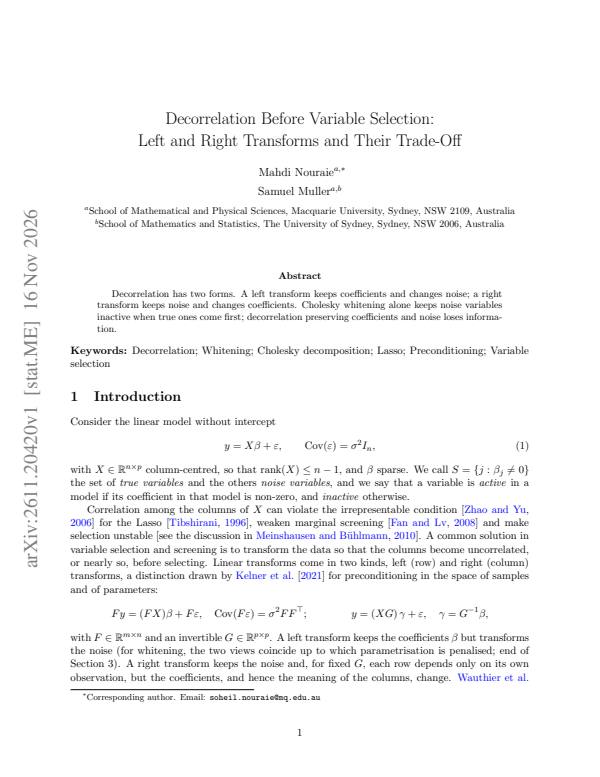 Decorrelation Before Variable Selection:
Left and Right Transforms and Their Trade-Off
Mahdi Nouraieᵃ,*
Samuel Mullerᵃ,ᵇ
ᵃSchool of Mathematical and Physical Sciences, Macquarie University, Sydney, NSW 2109, Australia
ᵇSchool of Mathematics and Statistics, The University of Sydney, Sydney, NSW 2006, Australia
Abstract
Decorrelation has two forms. A left transform keeps coefficients and changes noise; a right
transform keeps noise and changes coefficients. Cholesky whitening alone keeps noise variables
inactive when true ones come first; decorrelation preserving coefficients and noise loses informa-
tion.
Keywords: Decorrelation; Whitening; Cholesky decomposition; Lasso; Preconditioning; Variable
selection
1 Introduction
Consider the linear model without intercept
y = Xβ + ε, Cov(ε) = σ²Iₙ, (1)
with X ∈ ℝⁿˣᵖ column-centred, so that rank(X) ≤ n − 1, and β sparse. We call S = {j : βⱼ ≠ 0}
the set of true variables and the others noise variables, and we say that a variable is active in a
model if its coefficient in that model is non-zero, and inactive otherwise.
Correlation among the columns of X can violate the irrepresentable condition [Zhao and Yu,
2006] for the Lasso [Tibshirani, 1996], weaken marginal screening [Fan and Lv, 2008] and make
selection unstable [see the discussion in Meinshausen and Bühlmann, 2010]. A common solution in
variable selection and screening is to transform the data so that the columns become uncorrelated,
or nearly so, before selecting. Linear transforms come in two kinds, left (row) and right (column)
transforms, a distinction drawn by Kelner et al. [2021] for preconditioning in the space of samples
and of parameters:
Fy = (FX)β + Fε, Cov(Fε) = σ²FF⊤; y = (XG) γ + ε, γ = G⁻¹β,
with F ∈ ℝᵐˣⁿ and an invertible G ∈ ℝᵖˣᵖ. A left transform keeps the coefficients β but transforms
the noise (for whitening, the two views coincide up to which parametrisation is penalised; end of
Section 3). A right transform keeps the noise and, for fixed G, each row depends only on its own
observation, but the coefficients, and hence the meaning of the columns, change. Wauthier et al.
*Corresponding author. Email: soheil.nouraie@mq.edu.au
1
arXiv:2611.20420v1 [stat.ME] 16 Nov 2026